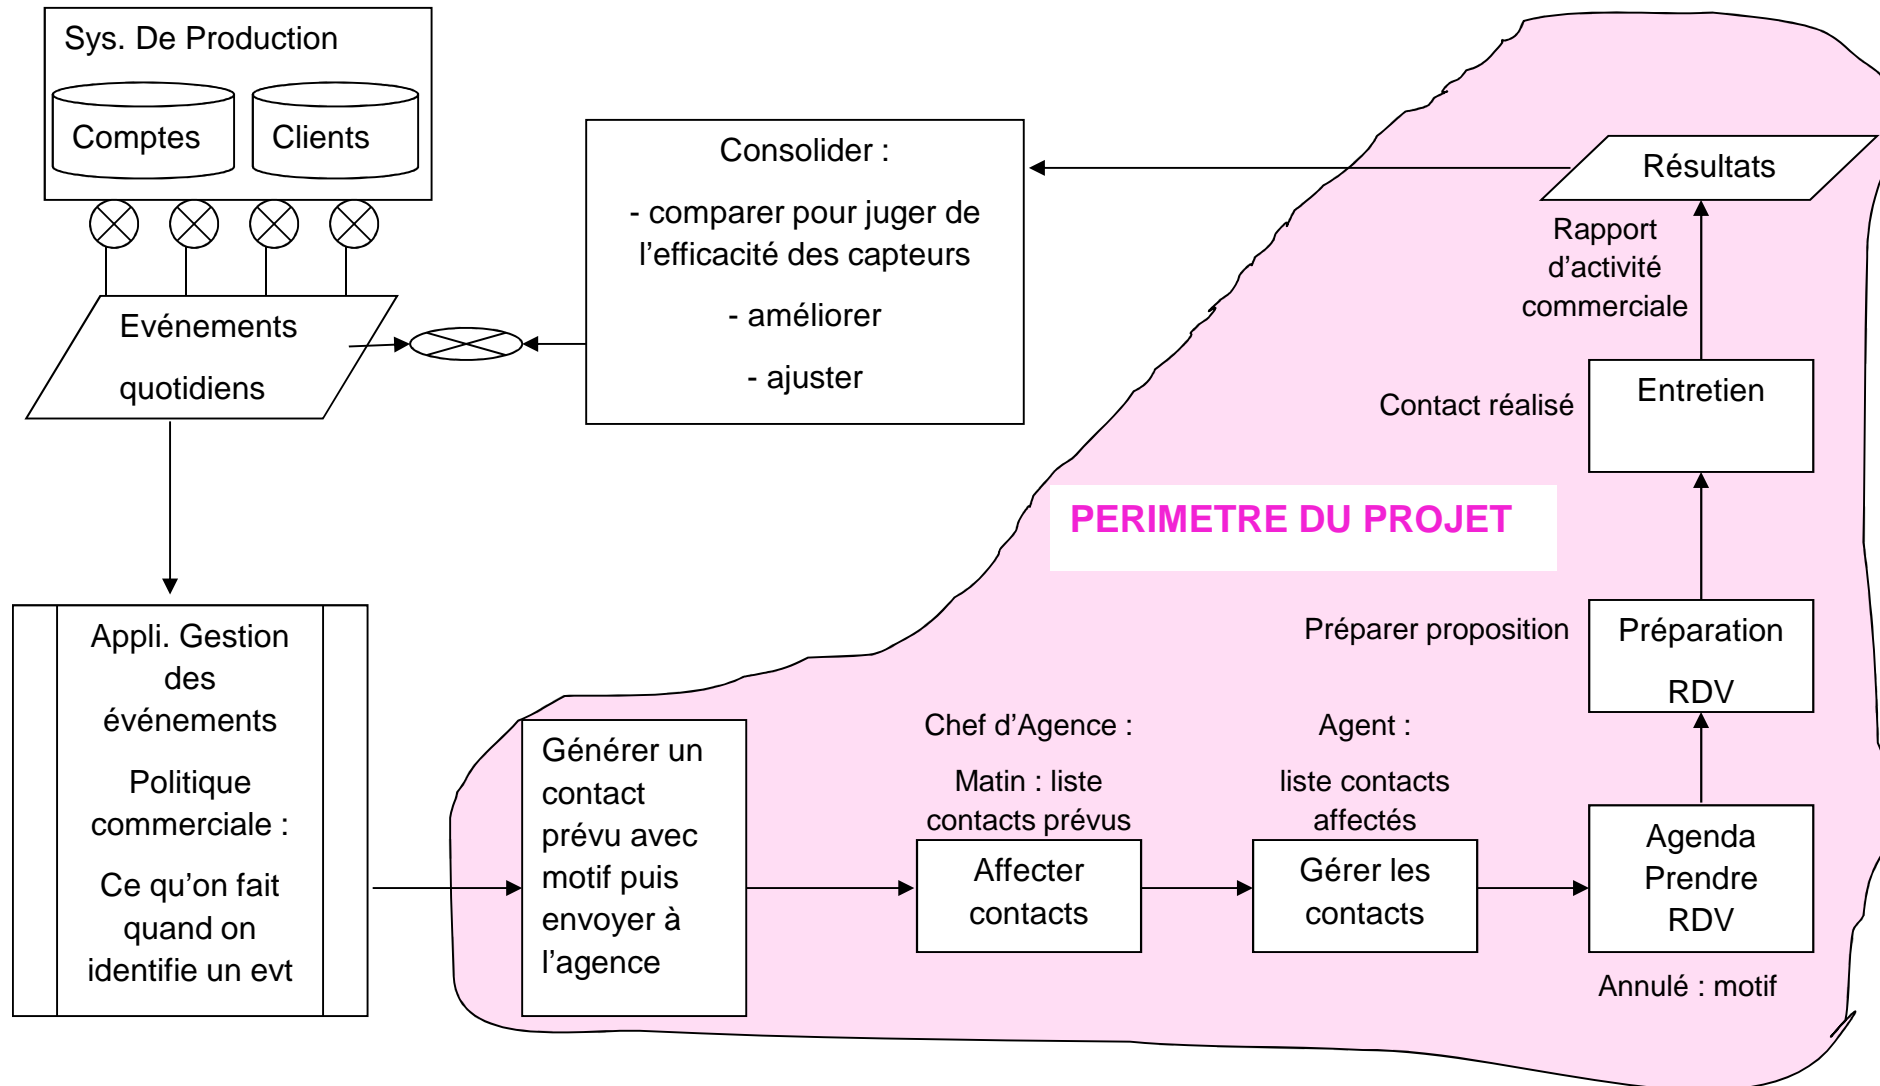 Sys. De Production
Comptes
Clients
Evénements
quotidiens
Consolider :
- comparer pour juger de
l’efficacité des capteurs
- améliorer
- ajuster
Résultats
Rapport
d’activité
commerciale
Entretien
Contact réalisé
PERIMETRE DU PROJET
Préparer proposition
Préparation
RDV
Appli. Gestion
des
événements
Politique
commerciale :
Ce qu’on fait
quand on
identifie un evt
Générer un
contact
prévu avec
motif puis
envoyer à
l’agence
Chef d’Agence :
Matin : liste
contacts prévus
Affecter
contacts
Agent :
liste contacts
affectés
Gérer les
contacts
Agenda
Prendre
RDV
Annulé : motif